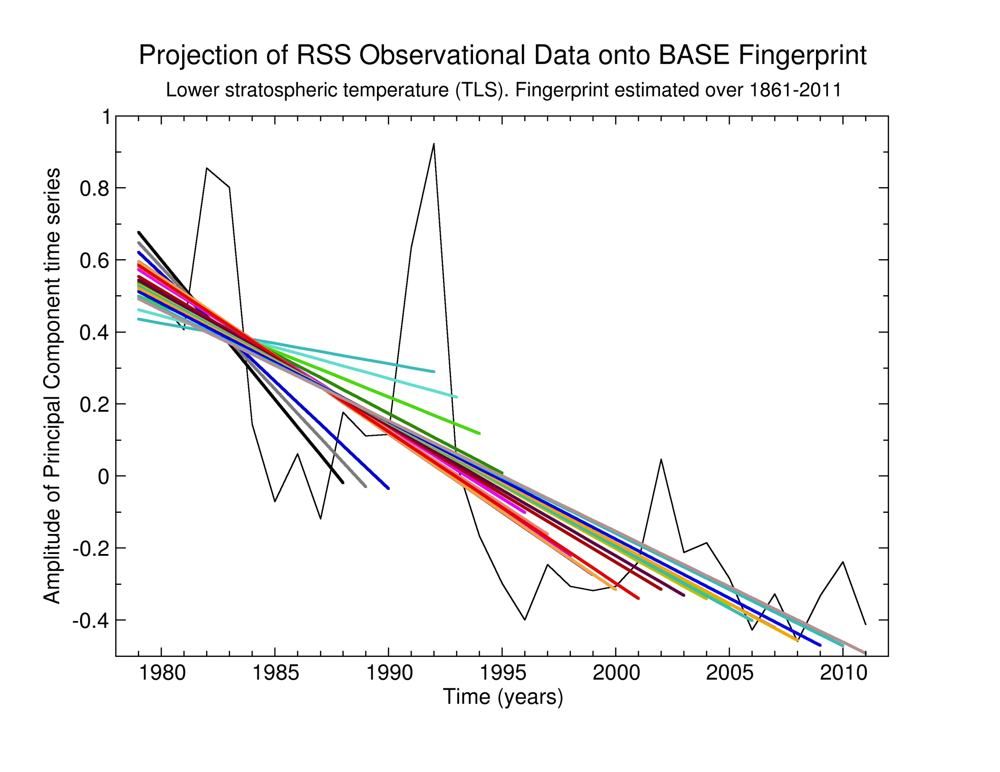 Projection of RSS Observational Data onto BASE Fingerprint
Lower stratospheric temperature (TLS). Fingerprint estimated over 1861-2011
Amplitude of Principal Component time series
1
0.8
0.6
0.4
0.2
0
-0.2
-0.4
1980 1985 1990 1995 2000 2005 2010
Time (years)